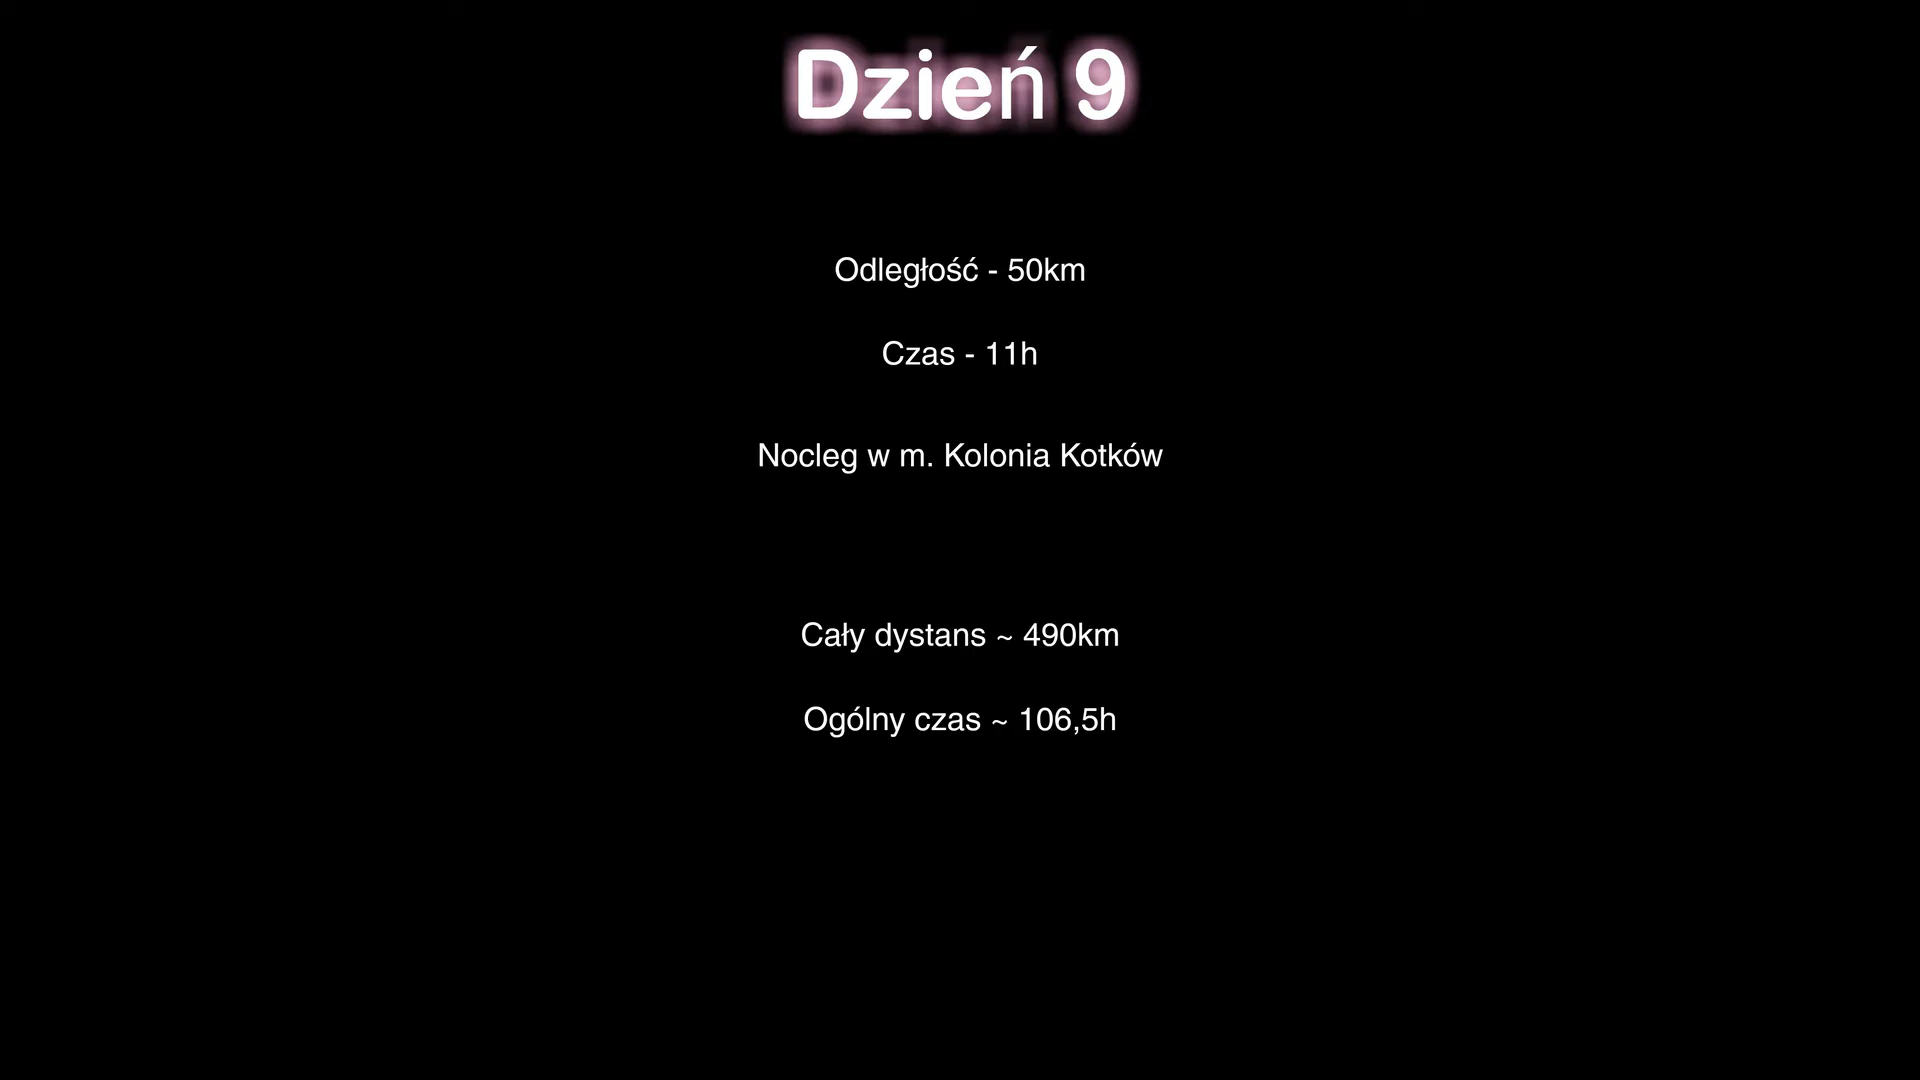 Dzień 9
Odległość - 50km
Czas - 11h
Nocleg w m. Kolonia Kotków
Cały dystans ~ 490km
Ogólny czas ~ 106,5h